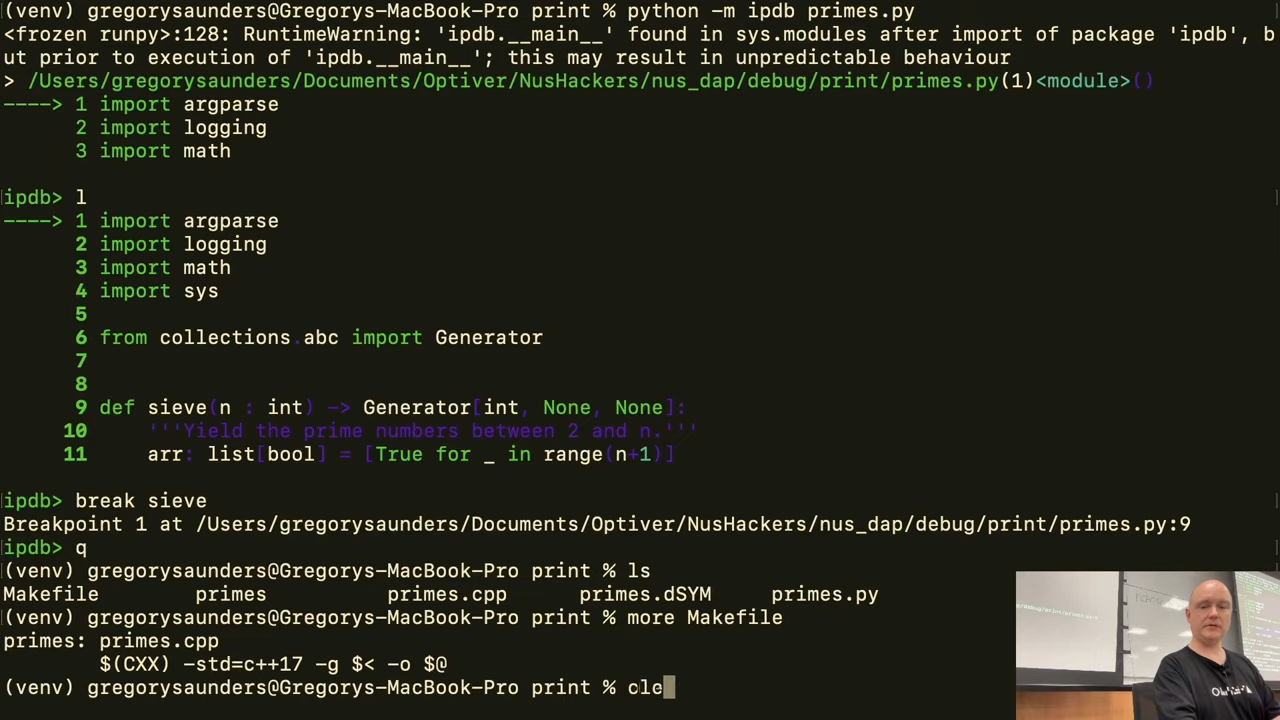 (venv) gregorysaunders@Gregorys-MacBook-Pro print % python -m ipdb primes.py
<frozen runpy>:128: RuntimeWarning: 'ipdb.__main__' found in sys.modules after import of package 'ipdb', b
ut prior to execution of 'ipdb.__main__'; this may result in unpredictable behaviour
> /Users/gregorysaunders/Documents/Optiver/NusHackers/nus_dap/debug/print/primes.py(1)<module>()
----> 1 import argparse
2 import logging
3 import math
ipdb> l
----> 1 import argparse
2 import logging
3 import math
4 import sys
5
6 from collections.abc import Generator
7
8
9 def sieve(n : int) -> Generator[int, None, None]:
10 '''Yield the prime numbers between 2 and n.'''
11 arr: list[bool] = [True for _ in range(n+1)]
ipdb> break sieve
Breakpoint 1 at /Users/gregorysaunders/Documents/Optiver/NusHackers/nus_dap/debug/print/primes.py:9
ipdb> q
(venv) gregorysaunders@Gregorys-MacBook-Pro print % ls
Makefile primes primes.cpp primes.dSYM primes.py
(venv) gregorysaunders@Gregorys-MacBook-Pro print % more Makefile
primes: primes.cpp
$(CXX) -std=c++17 -g $< -o $@
(venv) gregorysaunders@Gregorys-MacBook-Pro print % cle